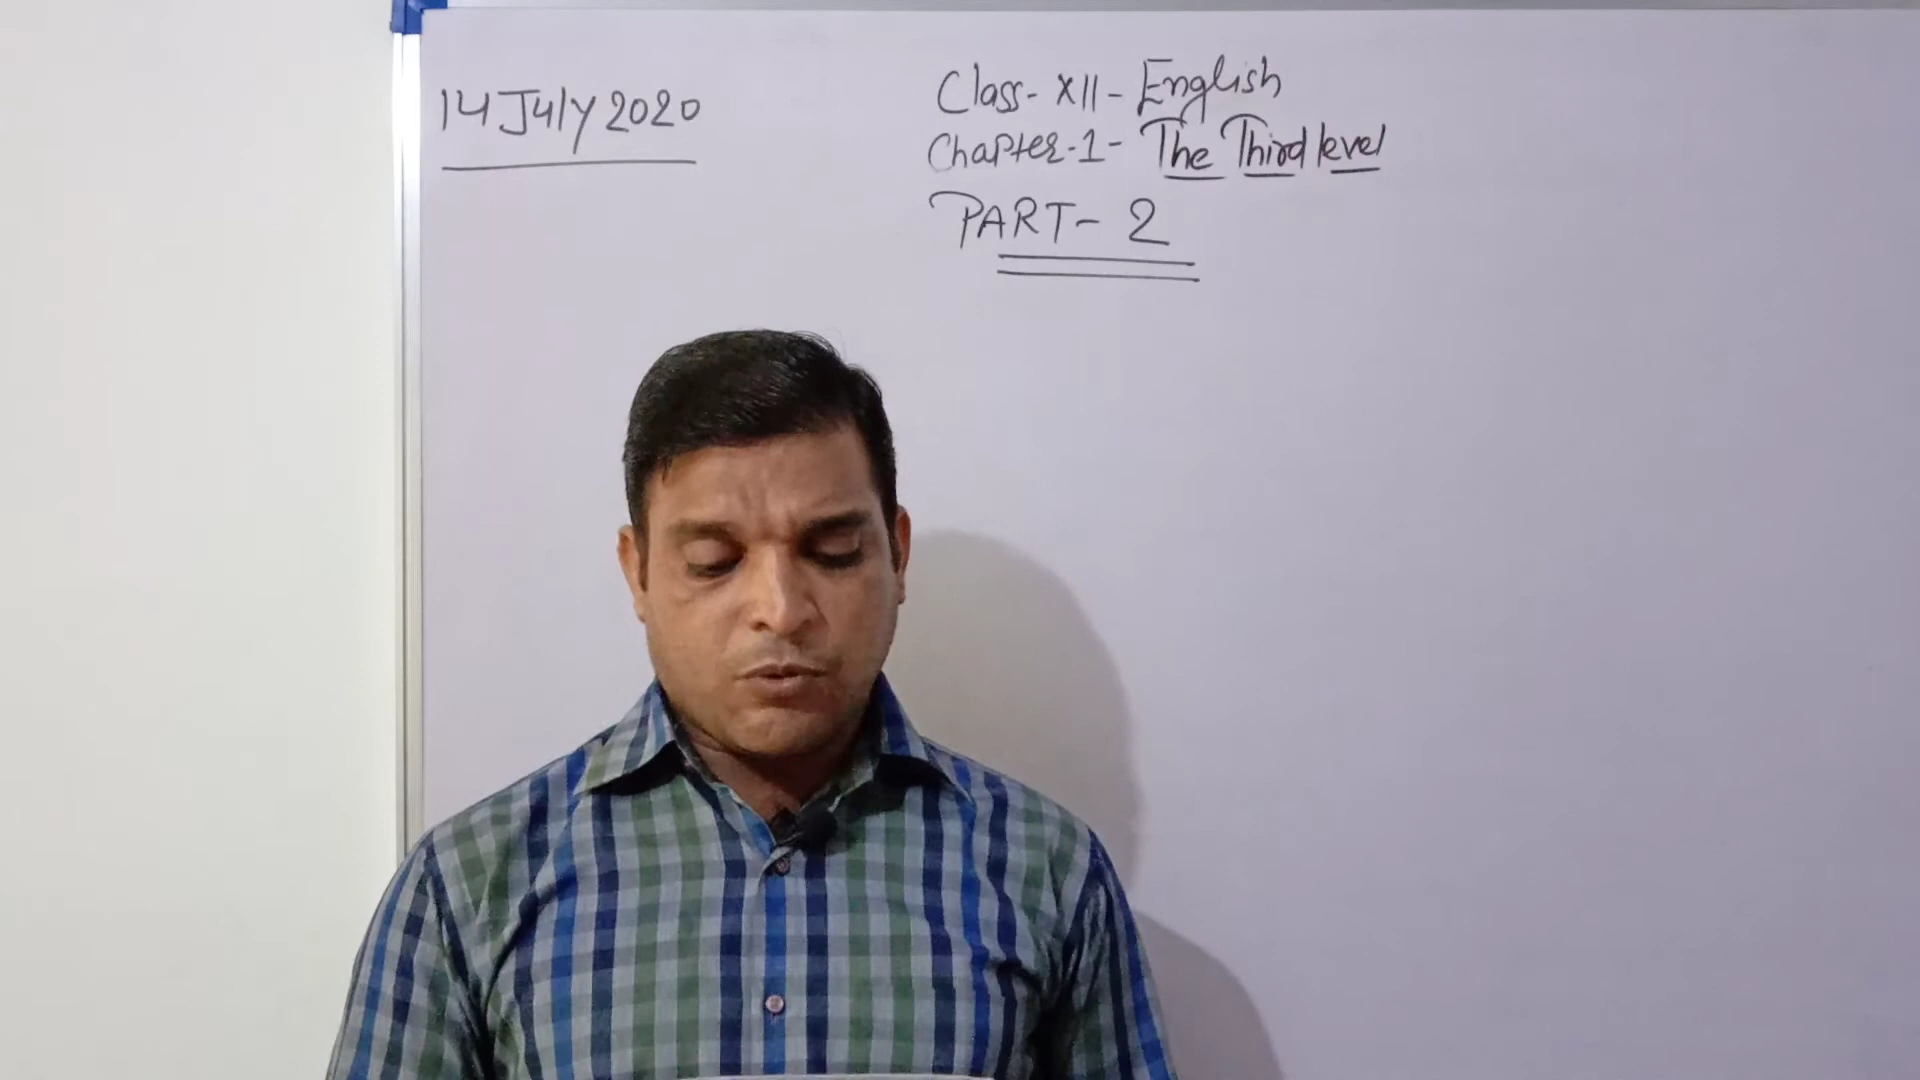 14 July 2020
Class- XII - English
Chapter-1- The Third level
PART- 2